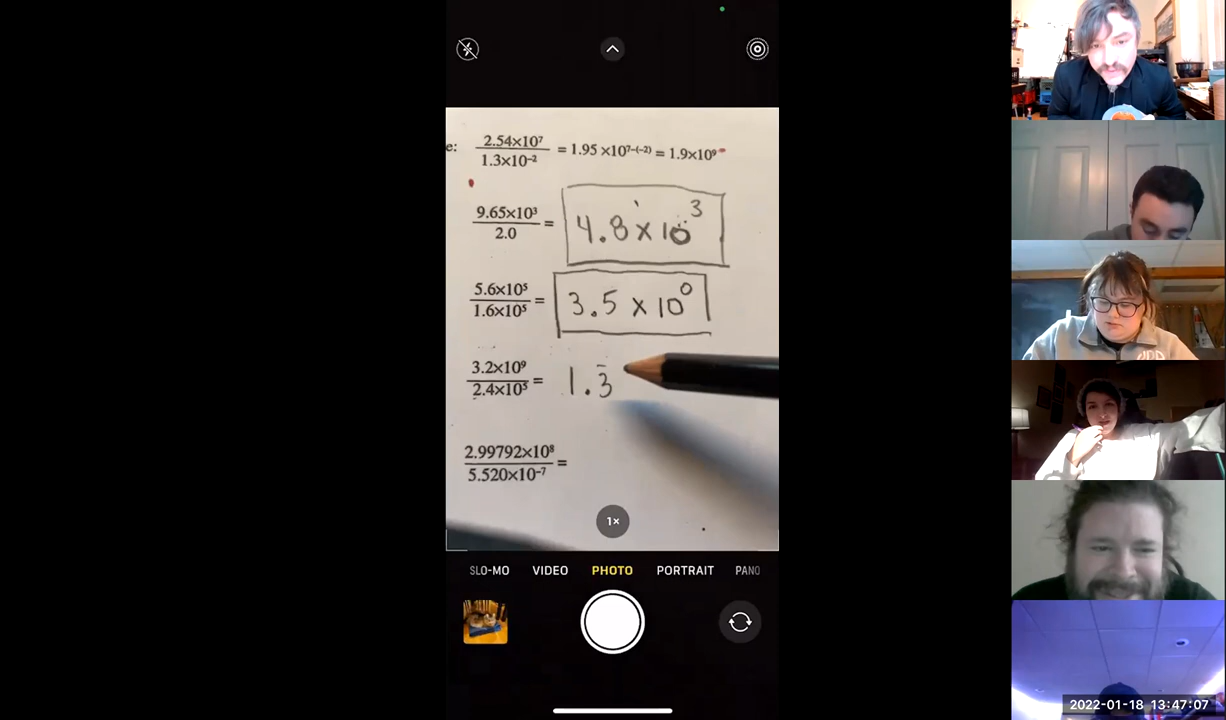 e: 2.54×10⁷ / 1.3×10⁻² = 1.95 ×10⁷⁻⁽⁻²⁾ = 1.9×10⁹
9.65×10³ / 2.0 = 4.8 x 10³
5.6×10⁵ / 1.6×10⁵ = 3.5 x 10⁰
3.2×10⁹ / 2.4×10⁵ = 1.3
2.99792×10⁸ / 5.520×10⁻⁷ =
1×
SLO-MO VIDEO PHOTO PORTRAIT PANO
2022-01-18 13:47:07